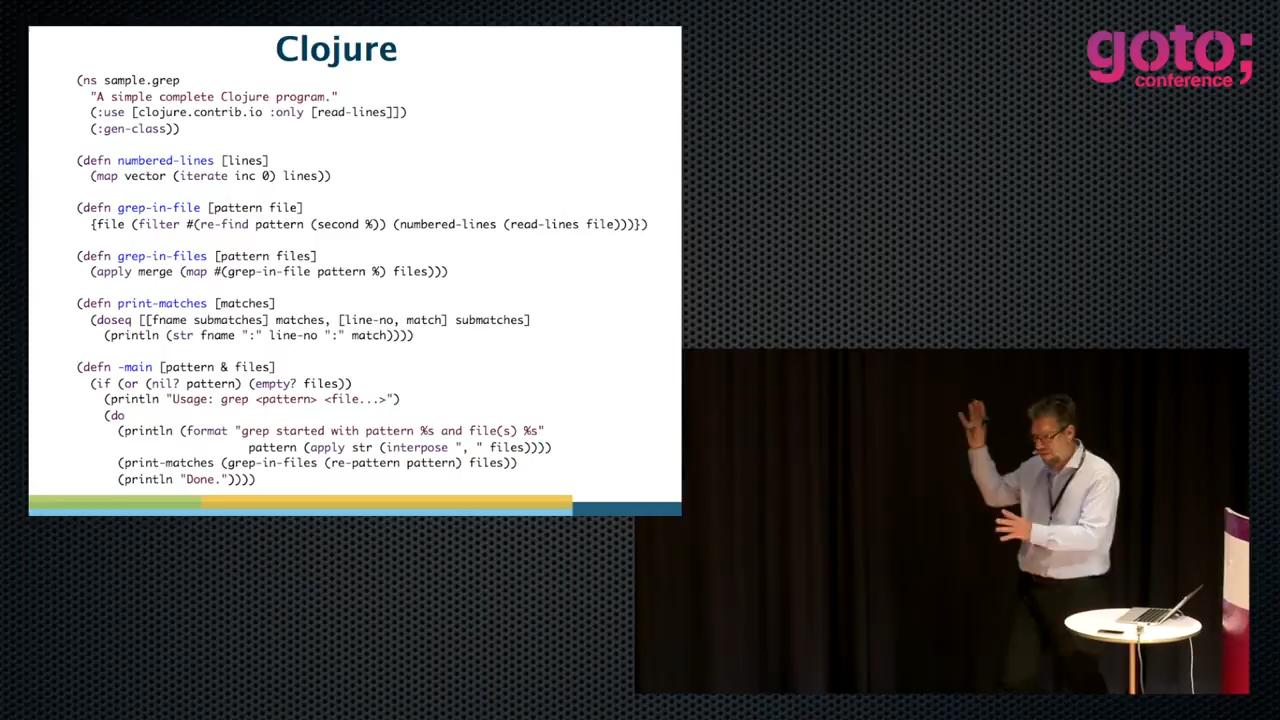 Clojure
(ns sample.grep
"A simple complete Clojure program."
(:use [clojure.contrib.io :only [read-lines]])
(:gen-class))
(defn numbered-lines [lines]
(map vector (iterate inc 0) lines))
(defn grep-in-file [pattern file]
{file (filter #(re-find pattern (second %)) (numbered-lines (read-lines file)))})
(defn grep-in-files [pattern files]
(apply merge (map #(grep-in-file pattern %) files)))
(defn print-matches [matches]
(doseq [[fname submatches] matches, [line-no, match] submatches]
(println (str fname ":" line-no ":" match))))
(defn -main [pattern & files]
(if (or (nil? pattern) (empty? files))
(println "Usage: grep <pattern> <file...>")
(do
(println (format "grep started with pattern %s and file(s) %s"
pattern (apply str (interpose ", " files))))
(print-matches (grep-in-files (re-pattern pattern) files))
(println "Done."))))
goto;
conference